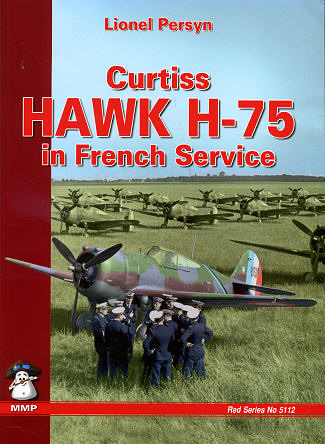 Lionel Persyn
Curtiss
HAWK H-75
in French Service
MMP
Red Series No 5112